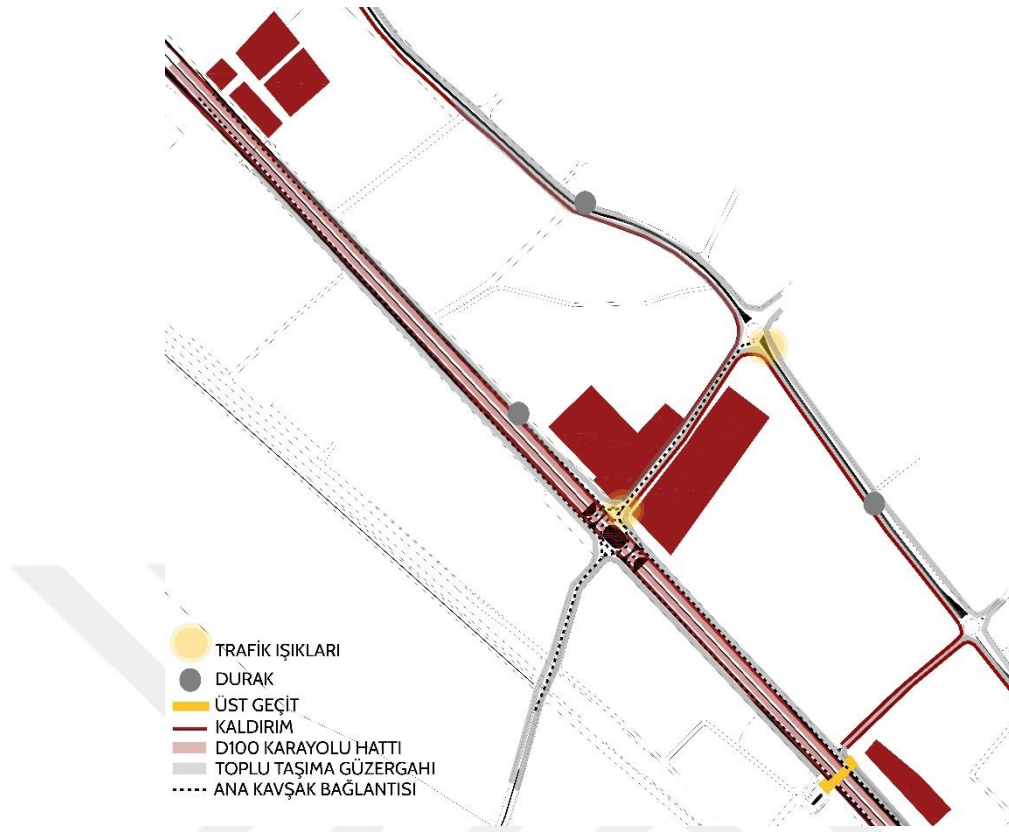 TRAFİK IŞIKLARI
DURAK
ÜST GEÇİT
KALDIRIM
D100 KARAYOLU HATTI
TOPLU TAŞIMA GÜZERGAHI
ANA KAVŞAK BAĞLANTISI